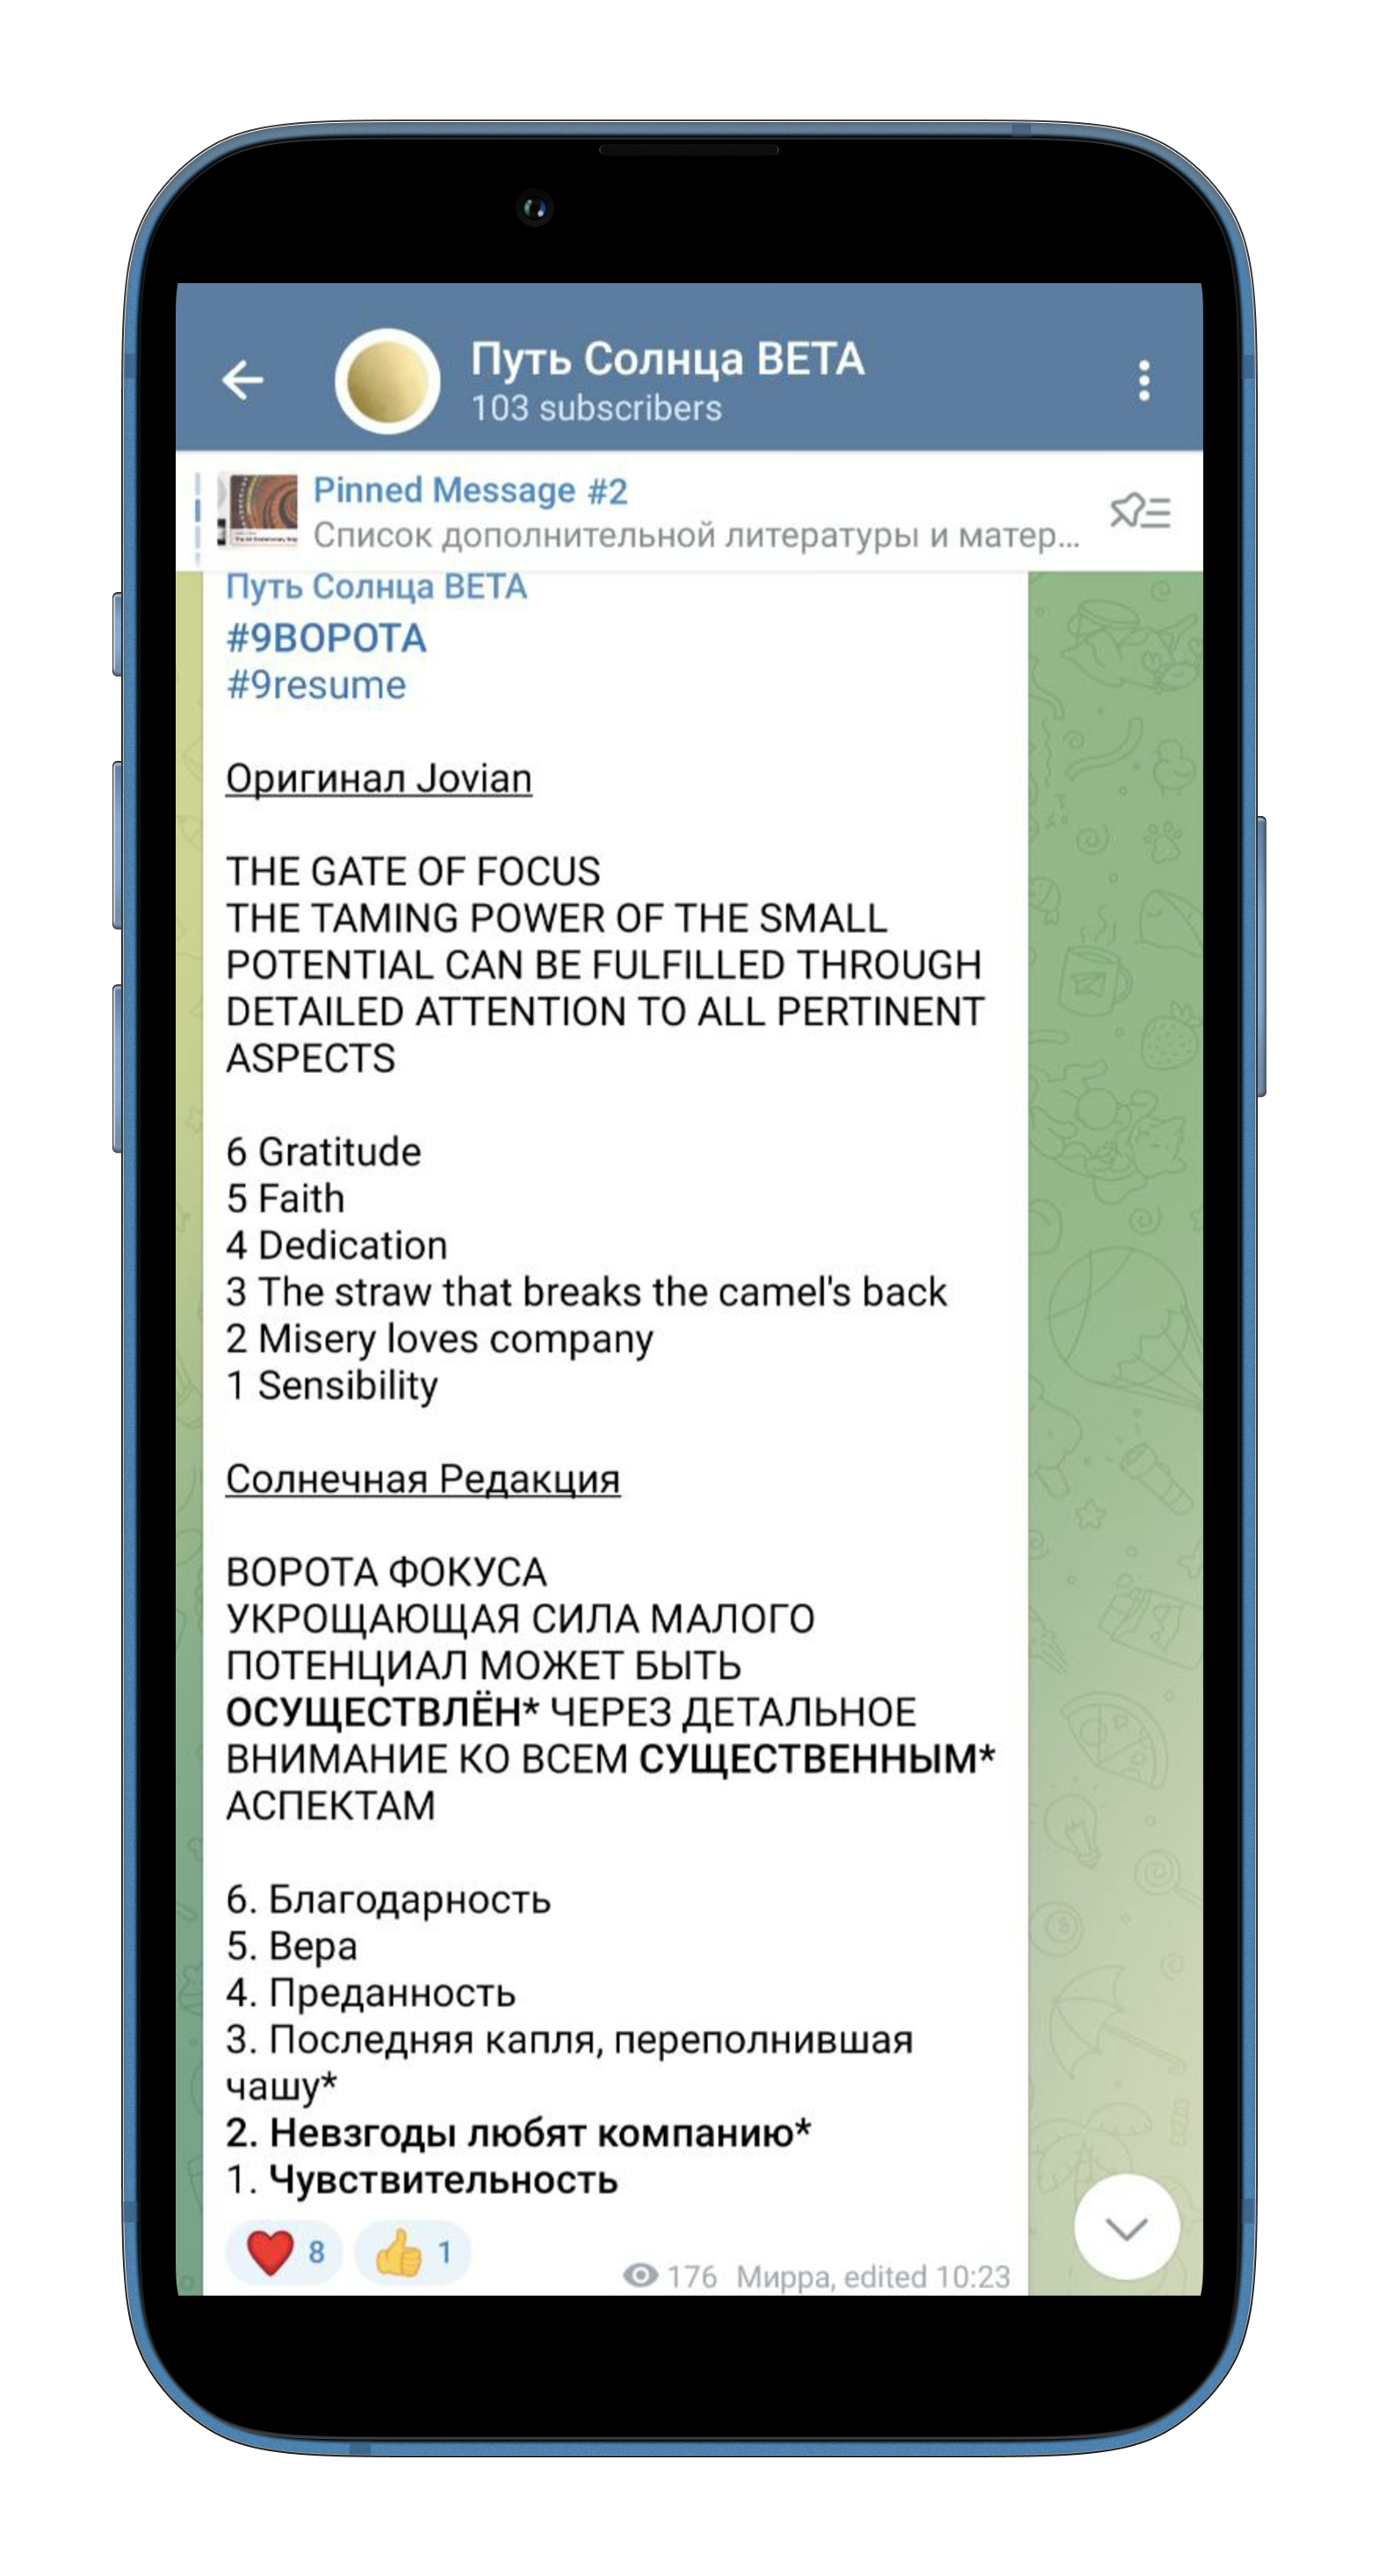 Путь Солнца BETA
103 subscribers
Pinned Message #2
Список дополнительной литературы и матер...
Путь Солнца BETA
#9ВОРОТА
#9resume
Оригинал Jovian
THE GATE OF FOCUS
THE TAMING POWER OF THE SMALL
POTENTIAL CAN BE FULFILLED THROUGH
DETAILED ATTENTION TO ALL PERTINENT
ASPECTS
6 Gratitude
5 Faith
4 Dedication
3 The straw that breaks the camel's back
2 Misery loves company
1 Sensibility
Солнечная Редакция
ВОРОТА ФОКУСА
УКРОЩАЮЩАЯ СИЛА МАЛОГО
ПОТЕНЦИАЛ МОЖЕТ БЫТЬ
ОСУЩЕСТВЛЁН* ЧЕРЕЗ ДЕТАЛЬНОЕ
ВНИМАНИЕ КО ВСЕМ СУЩЕСТВЕННЫМ*
АСПЕКТАМ
6. Благодарность
5. Вера
4. Преданность
3. Последняя капля, переполнившая
чашу*
2. Невзгоды любят компанию*
1. Чувствительность
8 1
176 Мирра, edited 10:23